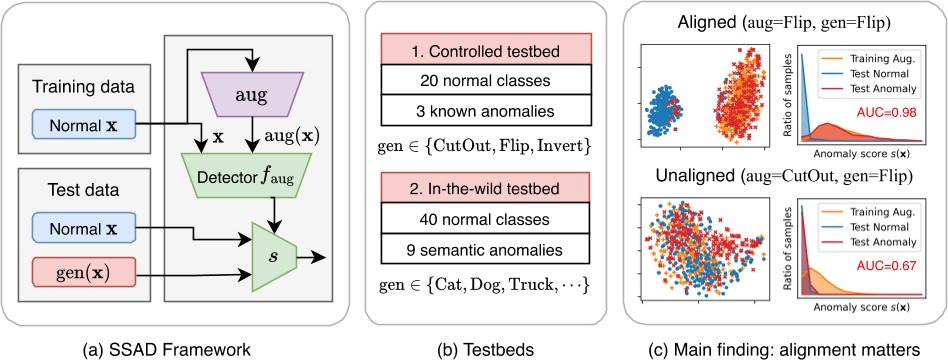 Training data
Normal x
aug
x
aug(x)
Detector f_aug
Test data
Normal x
gen(x)
s
(a) SSAD Framework
1. Controlled testbed
20 normal classes
3 known anomalies
gen ∈ {CutOut, Flip, Invert}
2. In-the-wild testbed
40 normal classes
9 semantic anomalies
gen ∈ {Cat, Dog, Truck, ⋯}
(b) Testbeds
Aligned (aug=Flip, gen=Flip)
Ratio of samples
Training Aug.
Test Normal
Test Anomaly
AUC=0.98
Anomaly score s(x)
Unaligned (aug=CutOut, gen=Flip)
Ratio of samples
Training Aug.
Test Normal
Test Anomaly
AUC=0.67
Anomaly score s(x)
(c) Main finding: alignment matters